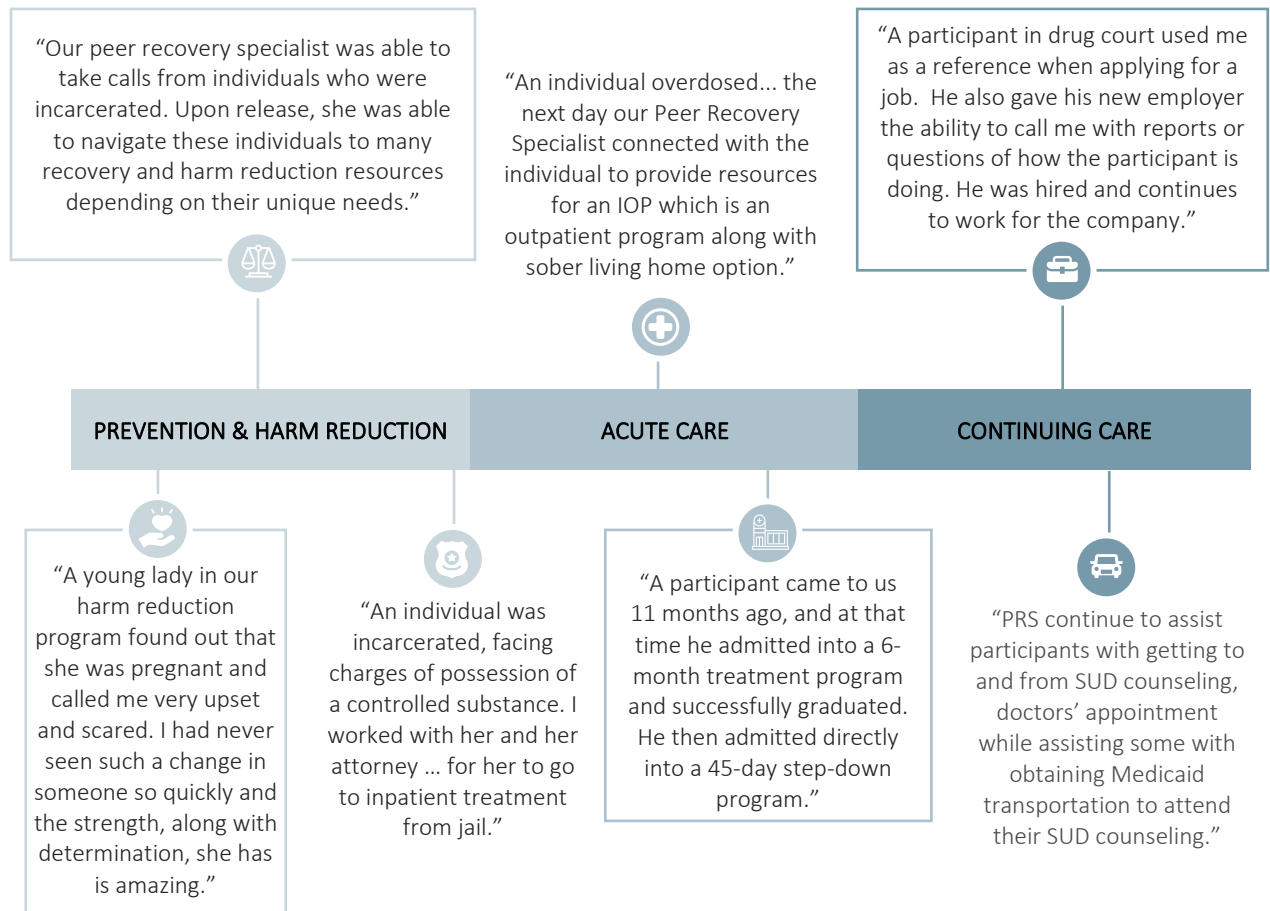 “Our peer recovery specialist was able to
take calls from individuals who were
incarcerated. Upon release, she was able
to navigate these individuals to many
recovery and harm reduction resources
depending on their unique needs.”
“An individual overdosed... the
next day our Peer Recovery
Specialist connected with the
individual to provide resources
for an IOP which is an
outpatient program along with
sober living home option.”
“A participant in drug court used me
as a reference when applying for a
job.  He also gave his new employer
the ability to call me with reports or
questions of how the participant is
doing. He was hired and continues
to work for the company.”
PREVENTION & HARM REDUCTION
ACUTE CARE
CONTINUING CARE
“A young lady in our
harm reduction
program found out that
she was pregnant and
called me very upset
and scared. I had never
seen such a change in
someone so quickly and
the strength, along with
determination, she has
is amazing.”
“An individual was
incarcerated, facing
charges of possession of
a controlled substance. I
worked with her and her
attorney ... for her to go
to inpatient treatment
from jail.”
“A participant came to us
11 months ago, and at that
time he admitted into a 6-
month treatment program
and successfully graduated.
He then admitted directly
into a 45-day step-down
program.”
“PRS continue to assist
participants with getting to
and from SUD counseling,
doctors’ appointment
while assisting some with
obtaining Medicaid
transportation to attend
their SUD counseling.”